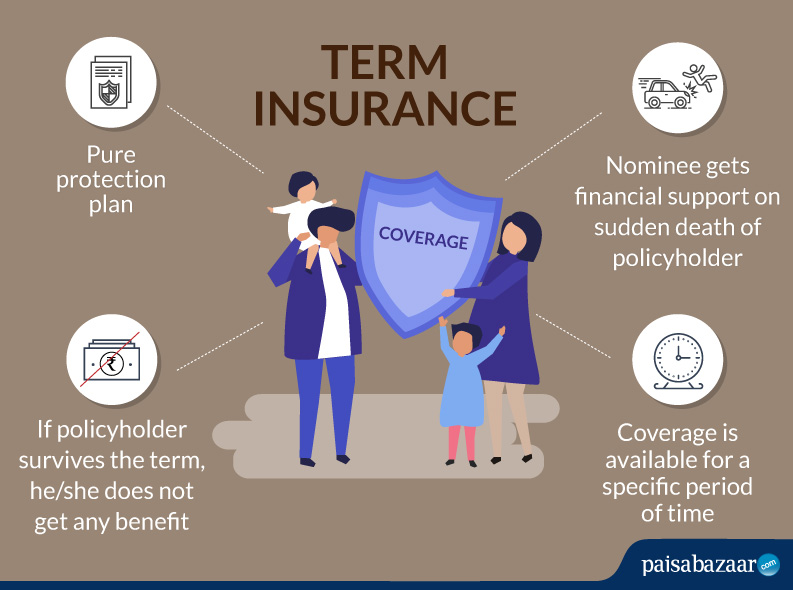 TERM
INSURANCE
Pure
protection
plan
Nominee gets
financial support on
sudden death of
policyholder
COVERAGE
₹
If policyholder
survives the term,
he/she does not
get any benefit
Coverage is
available for a
specific period
of time
paisabazaar.com